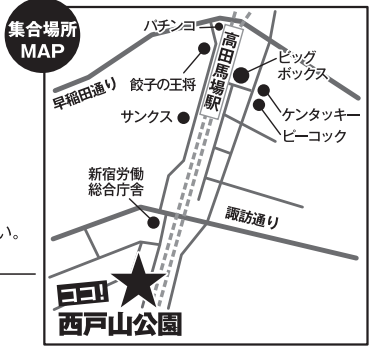 集合場所
MAP
パチンコ
高田馬場駅
ビッグ
ボックス
早稲田通り
餃子の王将
サンクス
ケンタッキー
ピーコック
新宿労働
総合庁舎
諏訪通り
い。
ココ!
西戸山公園